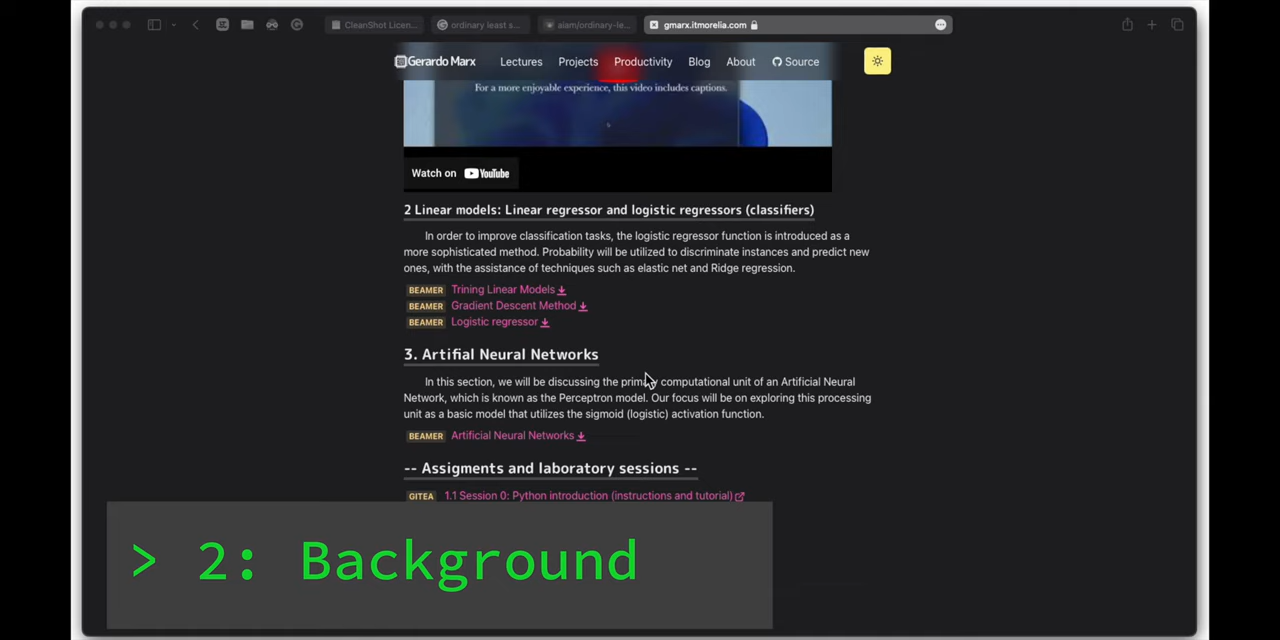 CleanShot Licen...
ordinary least s...
aiam/ordinary-le...
gmarx.itmorelia.com
Gerardo Marx
Lectures
Projects
Productivity
Blog
About
Source
For a more enjoyable experience, this video includes captions.
Watch on YouTube
2 Linear models: Linear regressor and logistic regressors (classifiers)
In order to improve classification tasks, the logistic regressor function is introduced as a
more sophisticated method. Probability will be utilized to discriminate instances and predict new
ones, with the assistance of techniques such as elastic net and Ridge regression.
BEAMER Trining Linear Models
BEAMER Gradient Descent Method
BEAMER Logistic regressor
3. Artifial Neural Networks
In this section, we will be discussing the primary computational unit of an Artificial Neural
Network, which is known as the Perceptron model. Our focus will be on exploring this processing
unit as a basic model that utilizes the sigmoid (logistic) activation function.
BEAMER Artificial Neural Networks
-- Assigments and laboratory sessions --
GITEA 1.1 Session 0: Python introduction (instructions and tutorial)
> 2: Background